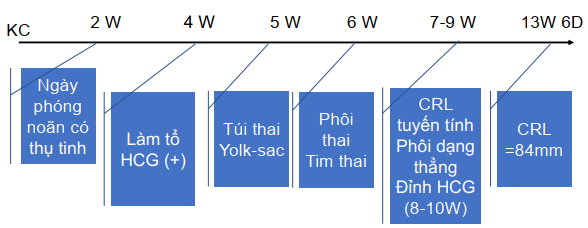 KC
2 W
4 W
5 W
6 W
7-9 W
13W 6D
Ngày
phóng
noãn có
thụ tinh
Làm tổ
HCG (+)
Túi thai
Yolk-sac
Phôi
thai
Tim thai
CRL
tuyến tính
Phôi dạng
thẳng
Đỉnh HCG
(8-10W)
CRL
=84mm